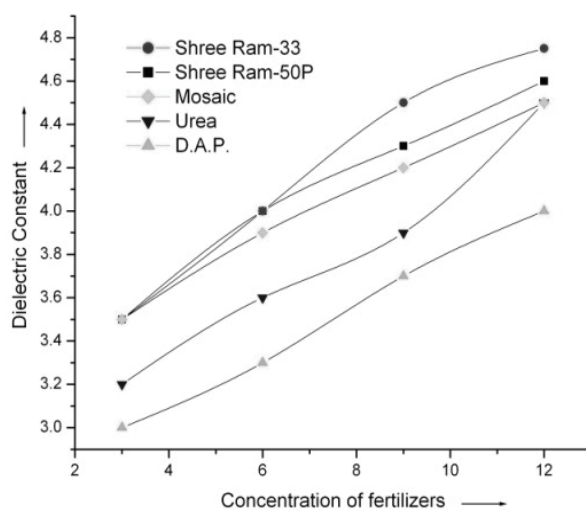 Shree Ram-33
Shree Ram-50P
Mosaic
Urea
D.A.P.
Dielectric Constant
4.8
4.6
4.4
4.2
4.0
3.8
3.6
3.4
3.2
3.0
2
4
6
8
10
12
Concentration of fertilizers